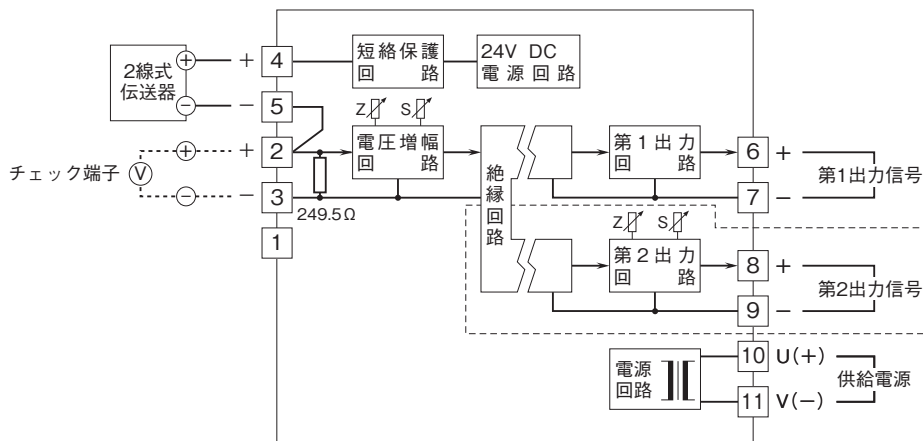 2線式
伝送器
+
−
+
−
4
5
短絡保護
回 路
24V DC
電源回路
チェック端子
V
+
−
+
−
2
3
1
249.5Ω
Z
S
電圧増幅
回 路
絶縁回路
第1出力
回 路
6
7
+
−
第1出力信号
Z
S
第2出力
回 路
8
9
+
−
第2出力信号
電源
回路
10
11
U(+)
V(−)
供給電源